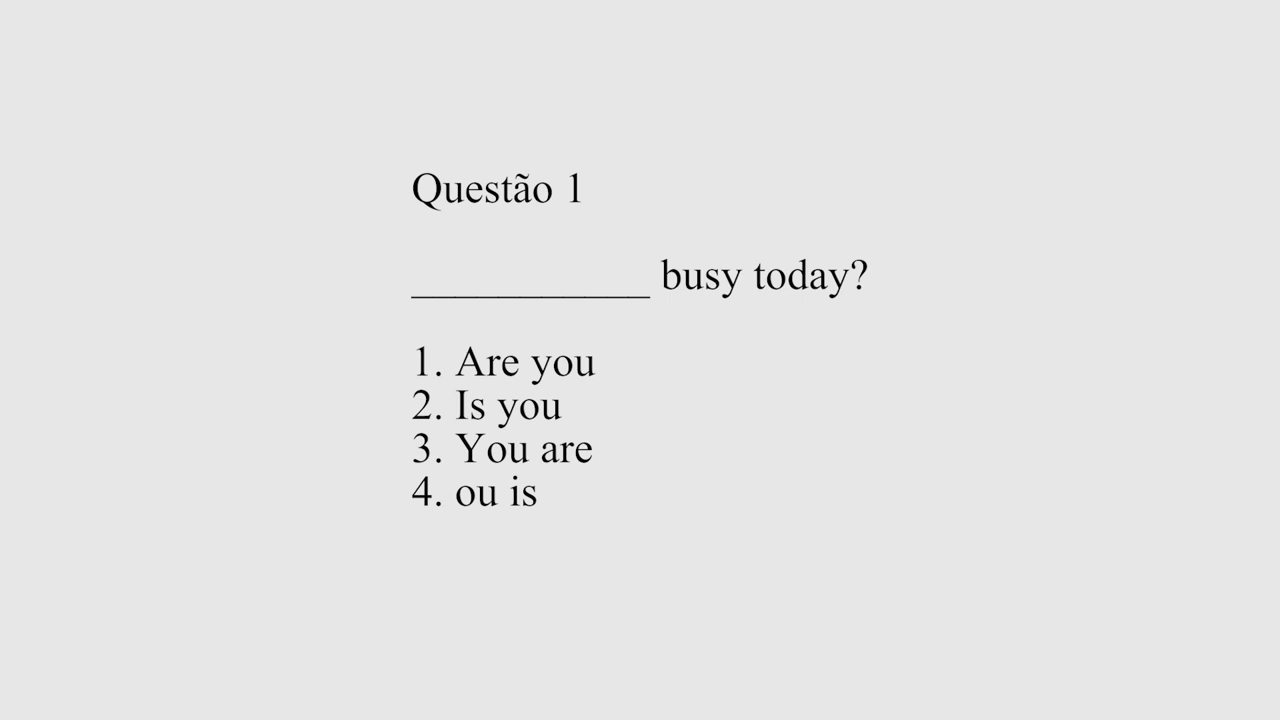 Questão 1
___________ busy today?
1. Are you
2. Is you
3. You are
4. ou is